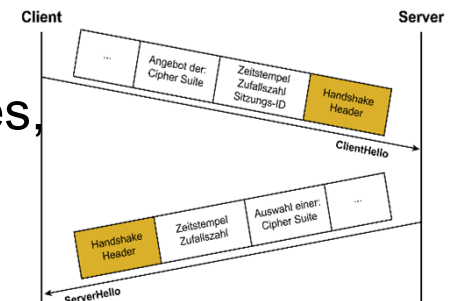 Client
Server
...
Angebot der:
Cipher Suite
Zeitstempel
Zufallszahl
Sitzungs-ID
Handshake
Header
es,
ClientHello
Handshake
Header
Zeitstempel
Zufallszahl
Auswahl einer:
Cipher Suite
...
ServerHello